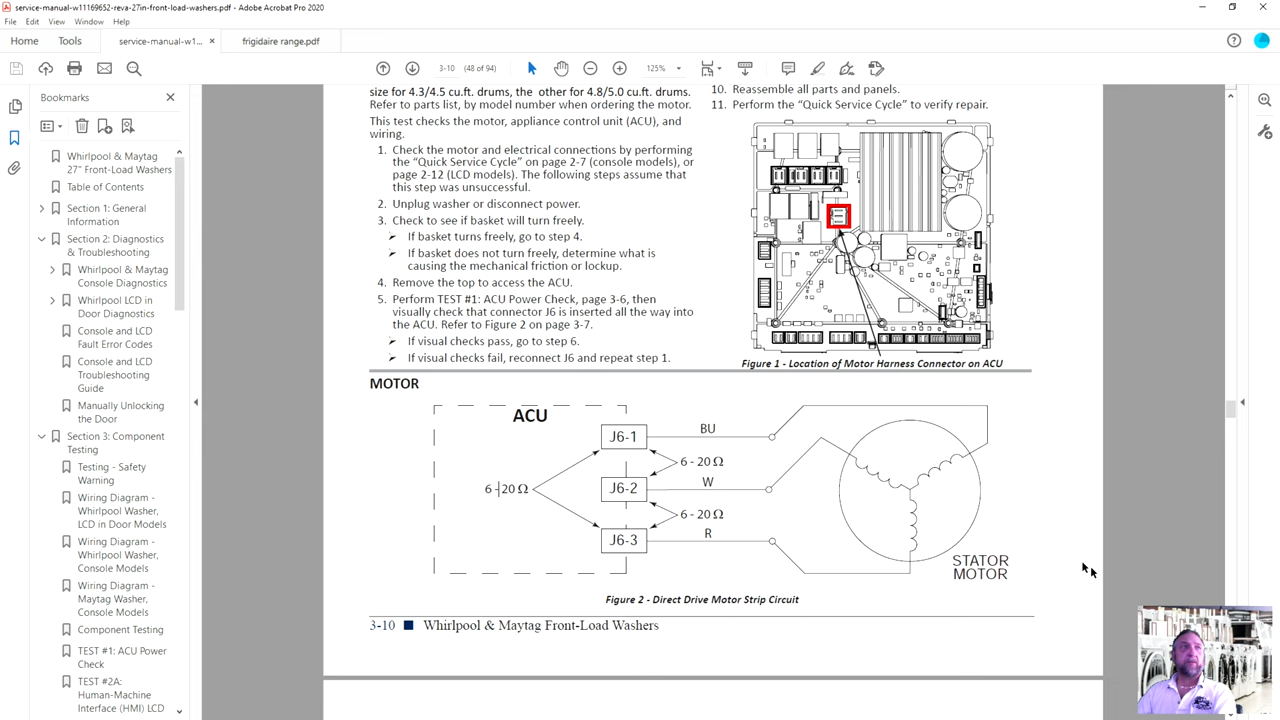 service-manual-w11169652-reva-27in-front-load-washers.pdf - Adobe Acrobat Pro 2020
File Edit View Window Help
Home Tools service-manual-w1... × frigidaire range.pdf
3-10 (48 of 94) 125%
Bookmarks
Whirlpool & Maytag
27" Front-Load Washers
Table of Contents
Section 1: General
Information
Section 2: Diagnostics
& Troubleshooting
Whirlpool & Maytag
Console Diagnostics
Whirlpool LCD in
Door Diagnostics
Console and LCD
Fault Error Codes
Console and LCD
Troubleshooting
Guide
Manually Unlocking
the Door
Section 3: Component
Testing
Testing - Safety
Warning
Wiring Diagram -
Whirlpool Washer,
LCD in Door Models
Wiring Diagram -
Whirlpool Washer,
Console Models
Wiring Diagram -
Maytag Washer,
Console Models
Component Testing
TEST #1: ACU Power
Check
TEST #2A:
Human-Machine
Interface (HMI) LCD
size for 4.3/4.5 cu.ft. drums, the other for 4.8/5.0 cu.ft. drums.
Refer to parts list, by model number when ordering the motor.
This test checks the motor, appliance control unit (ACU), and
wiring.
1. Check the motor and electrical connections by performing
the “Quick Service Cycle” on page 2-7 (console models), or
page 2-12 (LCD models). The following steps assume that
this step was unsuccessful.
2. Unplug washer or disconnect power.
3. Check to see if basket will turn freely.
➢ If basket turns freely, go to step 4.
➢ If basket does not turn freely, determine what is
causing the mechanical friction or lockup.
4. Remove the top to access the ACU.
5. Perform TEST #1: ACU Power Check, page 3-6, then
visually check that connector J6 is inserted all the way into
the ACU. Refer to Figure 2 on page 3-7.
➢ If visual checks pass, go to step 6.
➢ If visual checks fail, reconnect J6 and repeat step 1.
10. Reassemble all parts and panels.
11. Perform the “Quick Service Cycle” to verify repair.
Figure 1 - Location of Motor Harness Connector on ACU
MOTOR
ACU
J6-1 BU
6 - 20 Ω
6 - 20 Ω J6-2 W
6 - 20 Ω
J6-3 R
STATOR
MOTOR
Figure 2 - Direct Drive Motor Strip Circuit
3-10 ■ Whirlpool & Maytag Front-Load Washers